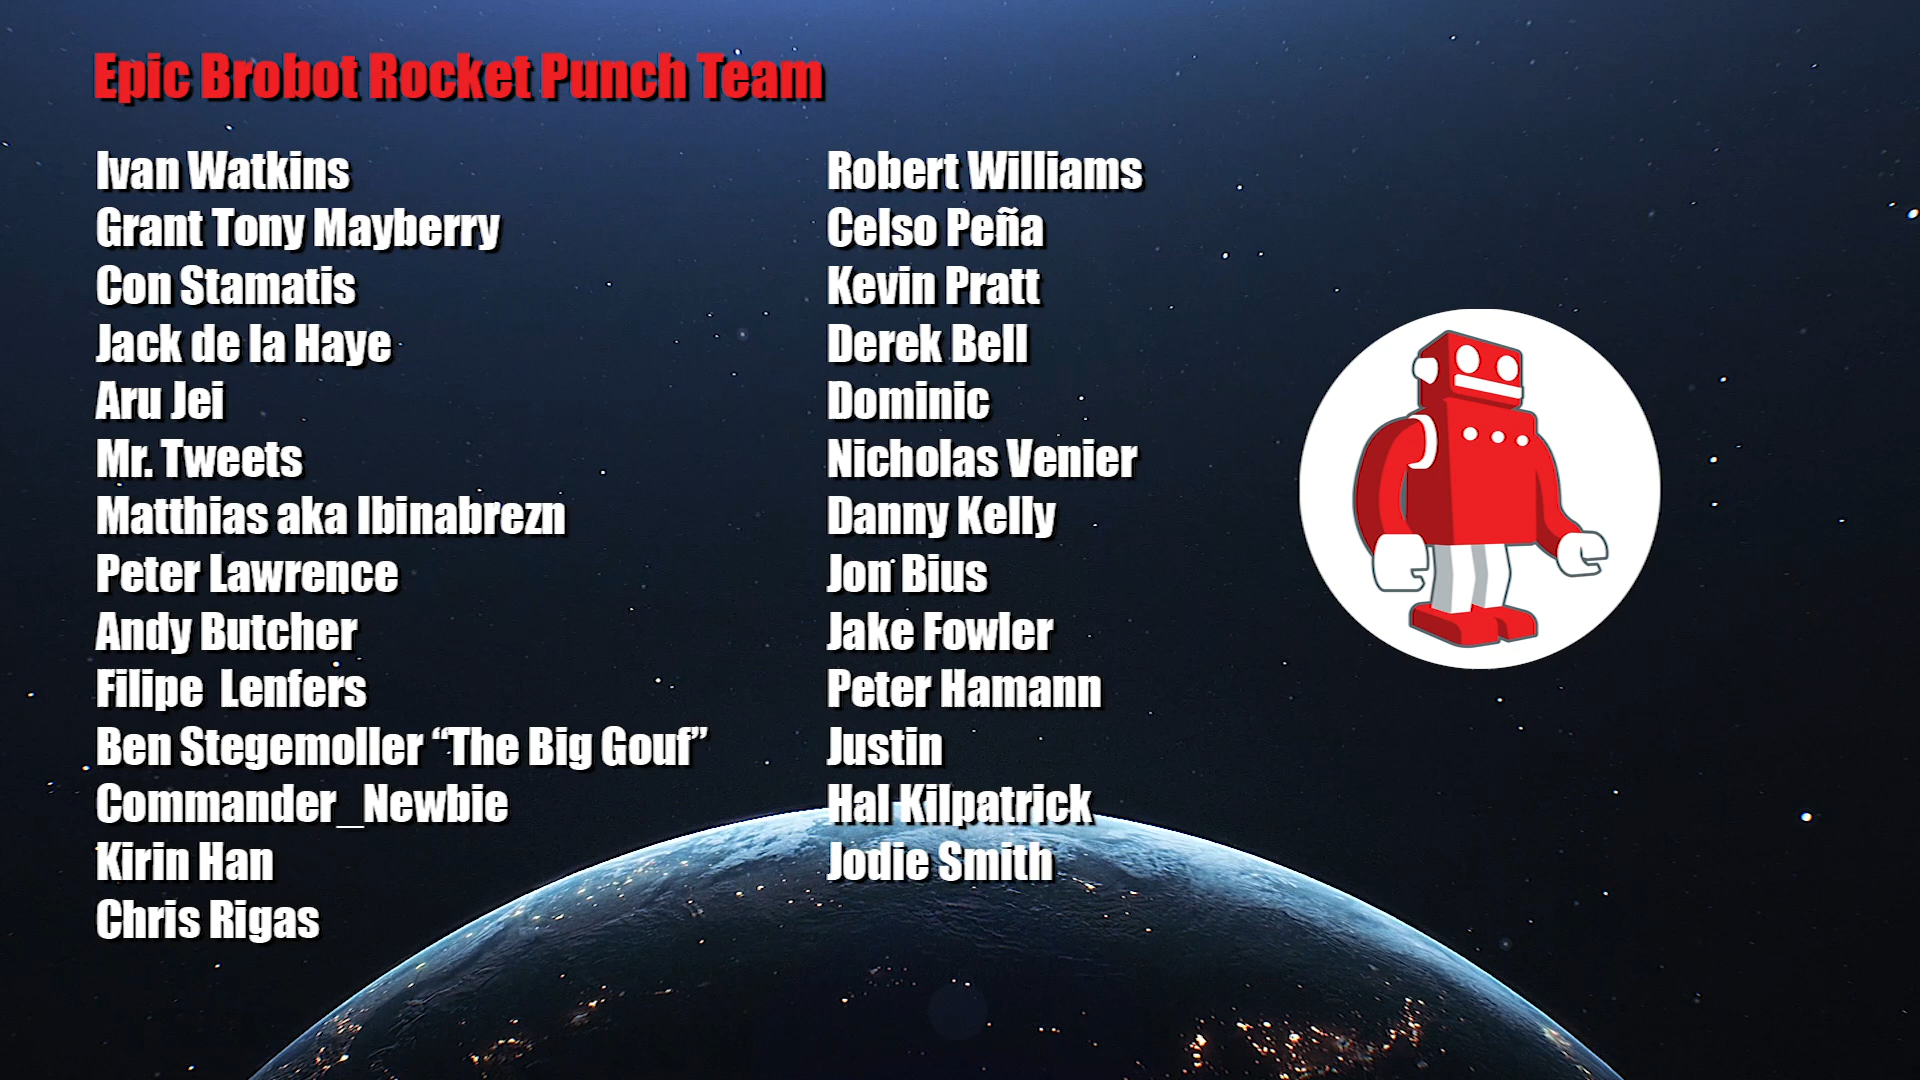 Epic Brobot Rocket Punch Team
Ivan Watkins
Grant Tony Mayberry
Con Stamatis
Jack de la Haye
Aru Jei
Mr. Tweets
Matthias aka Ibinabrezn
Peter Lawrence
Andy Butcher
Filipe  Lenfers
Ben Stegemoller “The Big Gouf”
Commander_Newbie
Kirin Han
Chris Rigas
Robert Williams
Celso Peña
Kevin Pratt
Derek Bell
Dominic
Nicholas Venier
Danny Kelly
Jon Bius
Jake Fowler
Peter Hamann
Justin
Hal Kilpatrick
Jodie Smith